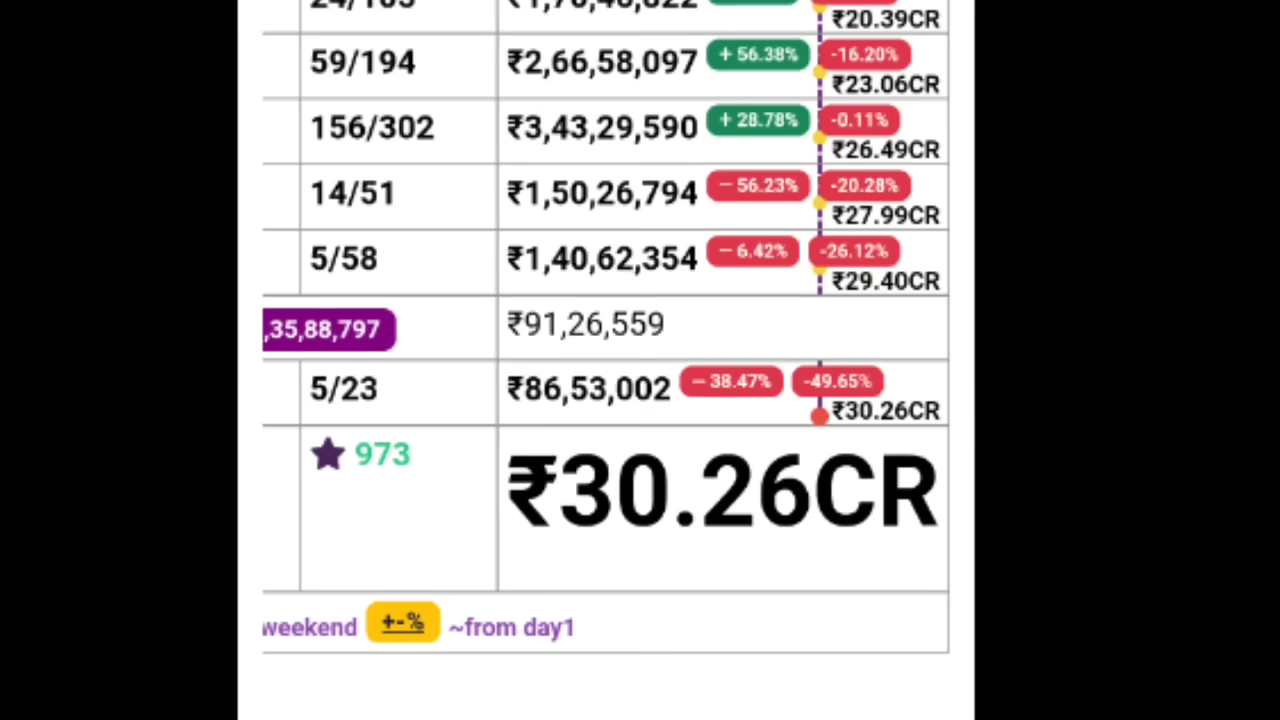 ₹20.39CR
59/194 ₹2,66,58,097 + 56.38% -16.20%
₹23.06CR
156/302 ₹3,43,29,590 + 28.78% -0.11%
₹26.49CR
14/51 ₹1,50,26,794 − 56.23% -20.28%
₹27.99CR
5/58 ₹1,40,62,354 − 6.42% -26.12%
₹29.40CR
,35,88,797 ₹91,26,559
5/23 ₹86,53,002 − 38.47% -49.65%
₹30.26CR
973 ₹30.26CR
weekend +-% ~from day1